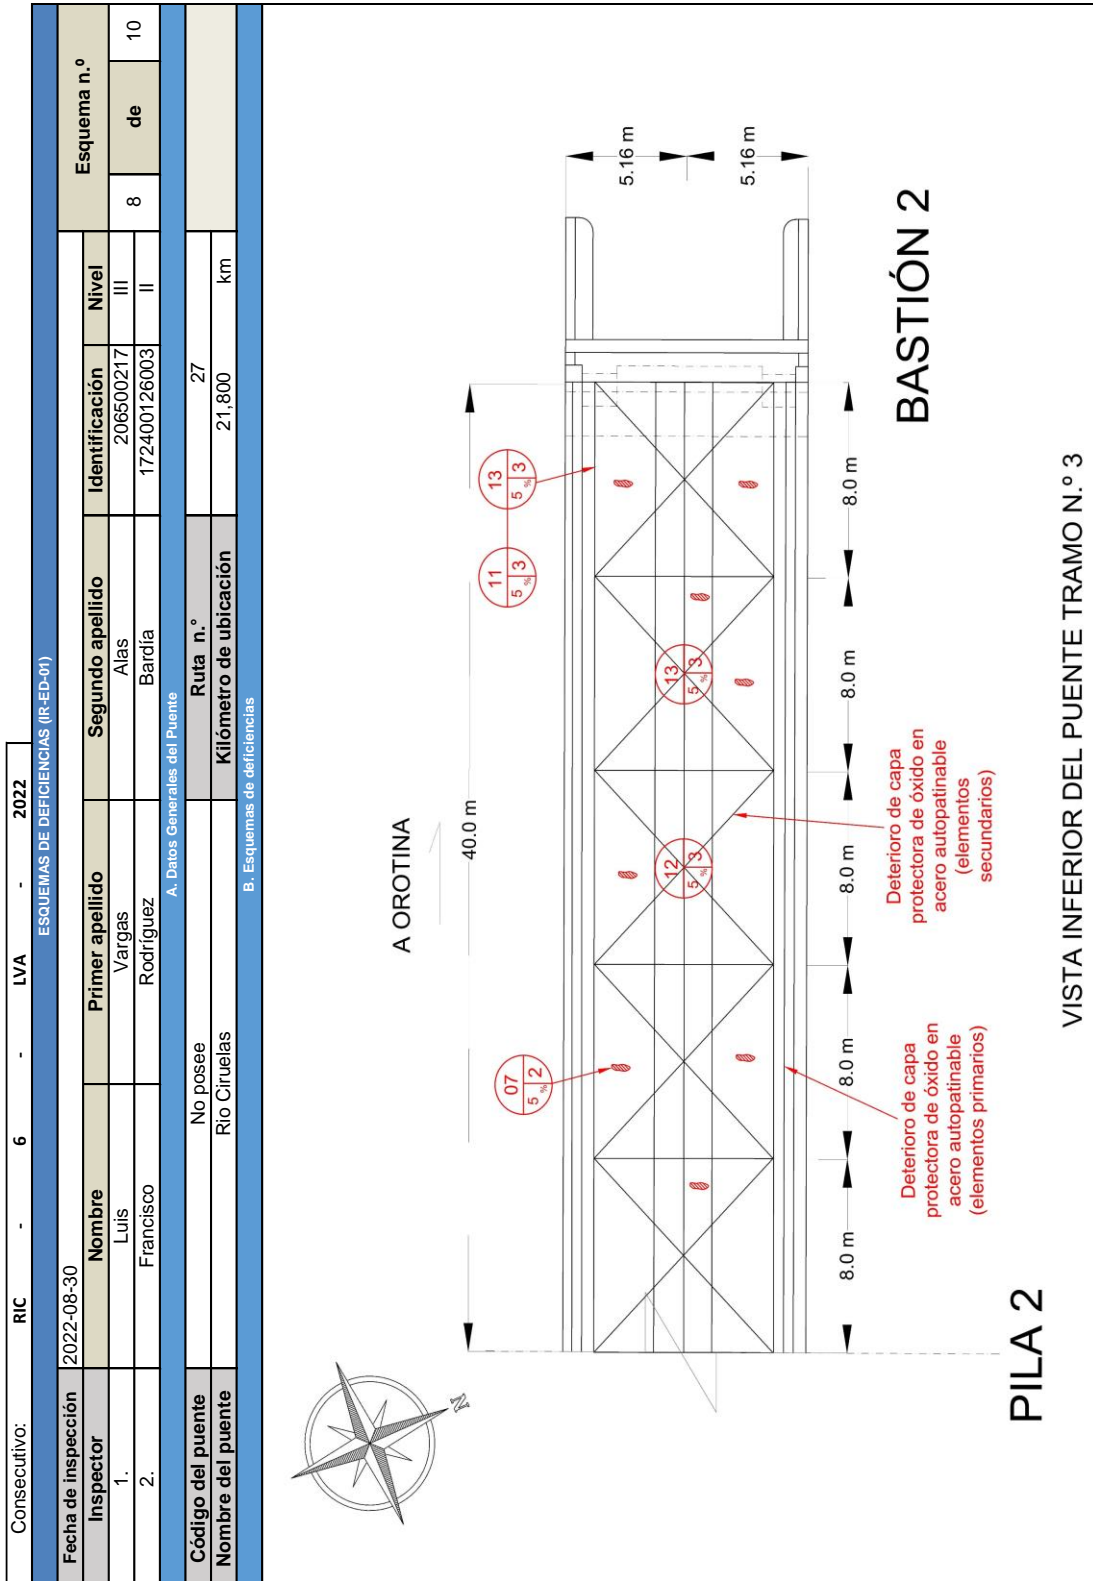 Consecutivo: RIC - 6 - LVA - 2022
ESQUEMAS DE DEFICIENCIAS (IR-ED-01)
Fecha de inspección 2022-08-30 Esquema n.º
Inspector Nombre Primer apellido Segundo apellido Identificación Nivel
1. Luis Vargas Alas 206500217 III 8 de 10
2. Francisco Rodríguez Bardía 172400126003 II
A. Datos Generales del Puente
Código del puente No posee Ruta n.° 27
Nombre del puente Rio Ciruelas Kilómetro de ubicación 21,800 km
B. Esquemas de deficiencias
N
A OROTINA
40.0 m
5.16 m
5.16 m
07 5 % 2
11 5 % 3
13 5 % 3
12 5 % 3
13 5 % 3
8.0 m 8.0 m 8.0 m 8.0 m 8.0 m
Deterioro de capa
protectora de óxido en
acero autopatinable
(elementos primarios)
Deterioro de capa
protectora de óxido en
acero autopatinable
(elementos
secundarios)
PILA 2
BASTIÓN 2
VISTA INFERIOR DEL PUENTE TRAMO N.º 3